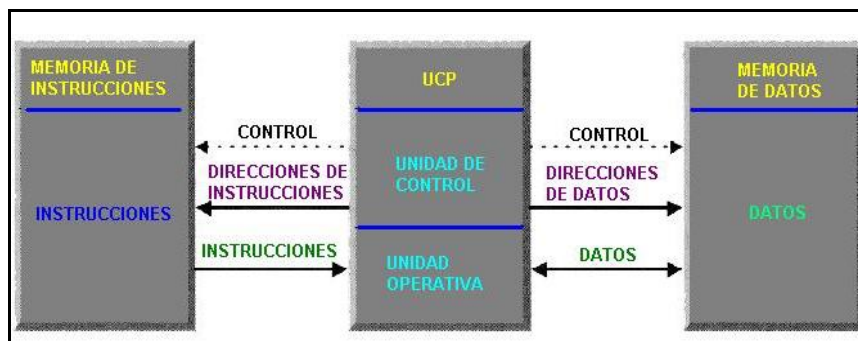 MEMORIA DE
INSTRUCCIONES
INSTRUCCIONES
CONTROL
DIRECCIONES DE
INSTRUCCIONES
INSTRUCCIONES
UCP
UNIDAD DE
CONTROL
UNIDAD
OPERATIVA
CONTROL
DIRECCIONES
DE DATOS
DATOS
MEMORIA
DE DATOS
DATOS